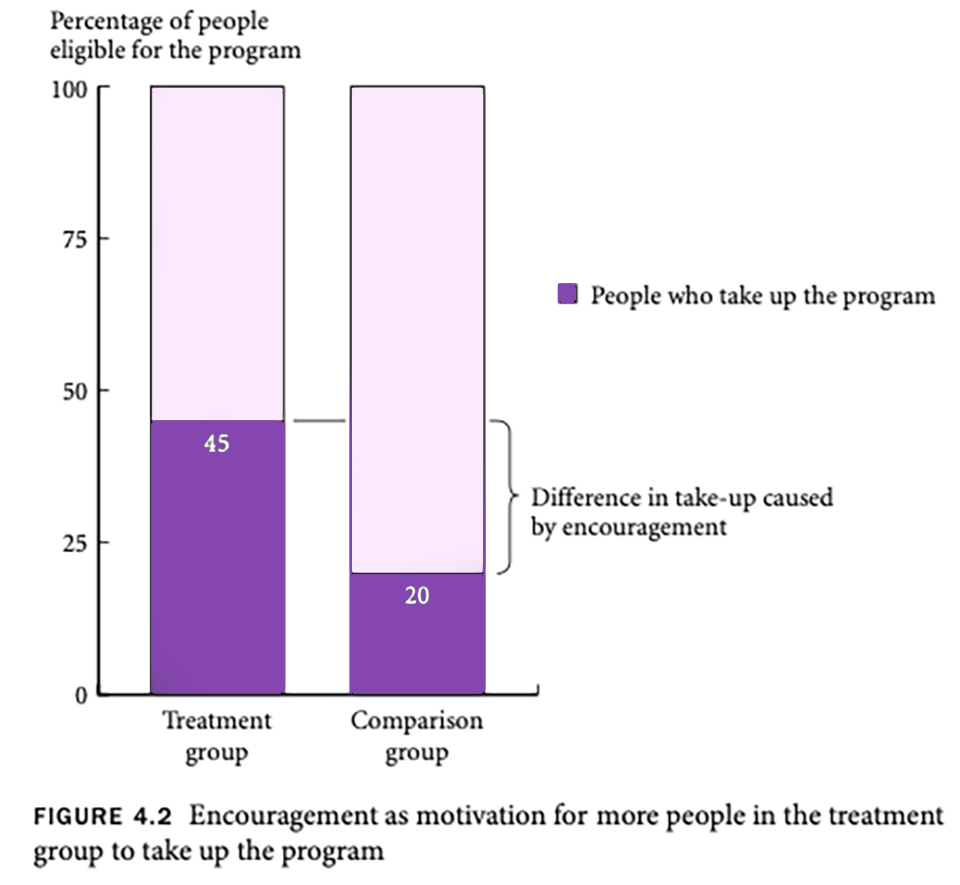 Percentage of people
eligible for the program
100
75
50
25
0
45
20
People who take up the program
Difference in take-up caused
by encouragement
Treatment
group
Comparison
group
FIGURE 4.2 Encouragement as motivation for more people in the treatment
group to take up the program